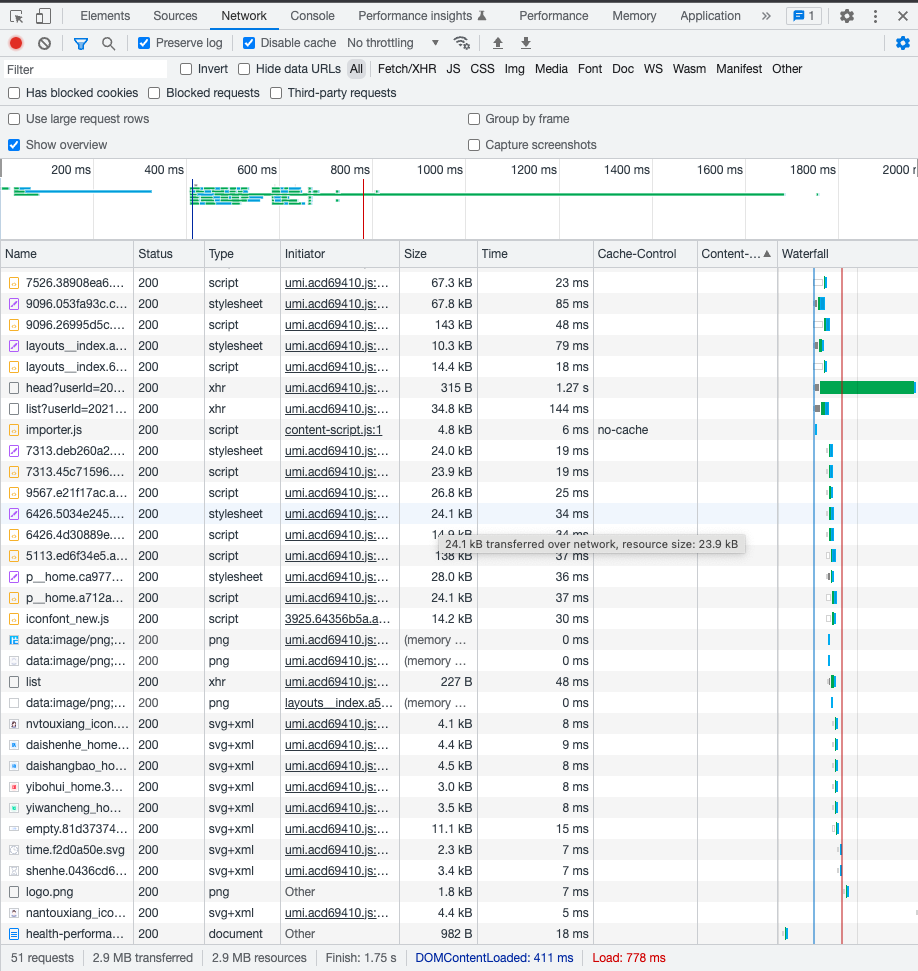 Elements Sources Network Console Performance insights Performance Memory Application » 1
Preserve log Disable cache No throttling
Filter Invert Hide data URLs All Fetch/XHR JS CSS Img Media Font Doc WS Wasm Manifest Other
Has blocked cookies Blocked requests Third-party requests
Use large request rows Group by frame
Show overview Capture screenshots
200 ms 400 ms 600 ms 800 ms 1000 ms 1200 ms 1400 ms 1600 ms 1800 ms 2000 r
Name Status Type Initiator Size Time Cache-Control Content-... Waterfall
7526.38908ea6.... 200 script umi.acd69410.js:... 67.3 kB 23 ms
9096.053fa93c.c... 200 stylesheet umi.acd69410.js:... 67.8 kB 85 ms
9096.26995d5c.... 200 script umi.acd69410.js:... 143 kB 48 ms
layouts__index.a... 200 stylesheet umi.acd69410.js:... 10.3 kB 79 ms
layouts__index.6... 200 script umi.acd69410.js:... 14.4 kB 18 ms
head?userId=20... 200 xhr umi.acd69410.js:... 315 B 1.27 s
list?userId=2021... 200 xhr umi.acd69410.js:... 34.8 kB 144 ms
importer.js 200 script content-script.js:1 4.8 kB 6 ms no-cache
7313.deb260a2.... 200 stylesheet umi.acd69410.js:... 24.0 kB 19 ms
7313.45c71596.... 200 script umi.acd69410.js:... 23.9 kB 19 ms
9567.e21f17ac.a... 200 script umi.acd69410.js:... 26.8 kB 25 ms
6426.5034e245.... 200 stylesheet umi.acd69410.js:... 24.1 kB 34 ms
6426.4d30889e.... 200 script umi.acd69410.js:... 14.9 kB 34 ms
24.1 kB transferred over network, resource size: 23.9 kB
5113.ed6f34e5.a... 200 script umi.acd69410.js:... 138 kB 37 ms
p__home.ca977... 200 stylesheet umi.acd69410.js:... 28.0 kB 36 ms
p__home.a712a... 200 script umi.acd69410.js:... 24.1 kB 37 ms
iconfont_new.js 200 script 3925.64356b5a.a... 14.2 kB 30 ms
data:image/png;... 200 png umi.acd69410.js:... (memory ... 0 ms
data:image/png;... 200 png umi.acd69410.js:... (memory ... 0 ms
list 200 xhr umi.acd69410.js:... 227 B 48 ms
data:image/png;... 200 png layouts__index.a5... (memory ... 0 ms
nvtouxiang_icon.... 200 svg+xml umi.acd69410.js:... 4.1 kB 8 ms
daishenhe_home... 200 svg+xml umi.acd69410.js:... 4.4 kB 9 ms
daishangbao_ho... 200 svg+xml umi.acd69410.js:... 4.5 kB 8 ms
yibohui_home.3... 200 svg+xml umi.acd69410.js:... 3.0 kB 8 ms
yiwancheng_ho... 200 svg+xml umi.acd69410.js:... 3.5 kB 8 ms
empty.81d37374... 200 svg+xml umi.acd69410.js:... 11.1 kB 15 ms
time.f2d0a50e.svg 200 svg+xml umi.acd69410.js:... 2.3 kB 7 ms
shenhe.0436cd6... 200 svg+xml umi.acd69410.js:... 3.4 kB 7 ms
logo.png 200 png Other 1.8 kB 7 ms
nantouxiang_ico... 200 svg+xml umi.acd69410.js:... 4.4 kB 5 ms
health-performa... 200 document Other 982 B 18 ms
51 requests 2.9 MB transferred 2.9 MB resources Finish: 1.75 s DOMContentLoaded: 411 ms Load: 778 ms